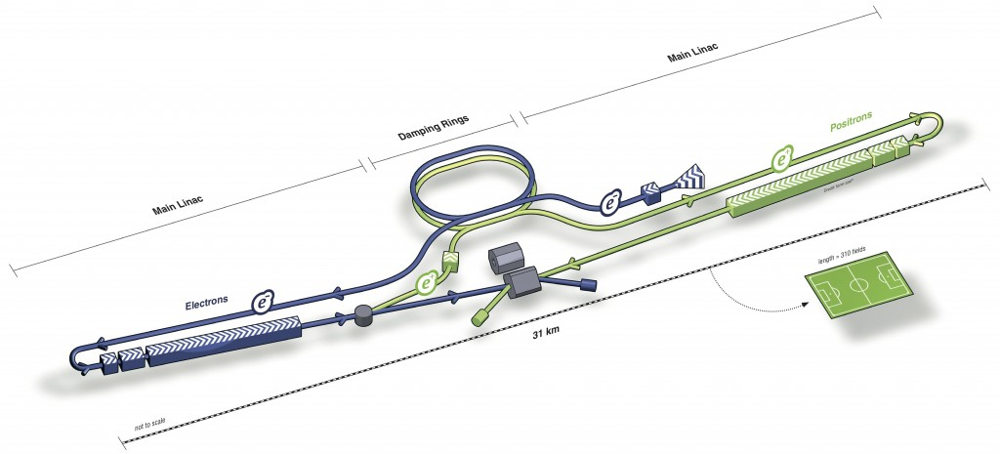 Main Linac
Damping Rings
Main Linac
Positrons
e+
e-
Electrons
e-
e+
length = 310 fields
31 km
not to scale